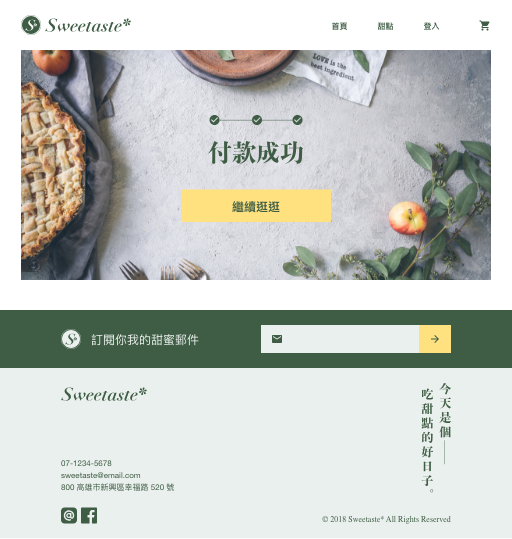 Sweetaste*
首頁 甜點 登入
LOVE is the
best ingredient
付款成功
繼續逛逛
訂閱你我的甜蜜郵件
Sweetaste*
今天是個
吃甜點的好日子。
07-1234-5678
sweetaste@email.com
800 高雄市新興區幸福路 520 號
© 2018 Sweetaste* All Rights Reserved